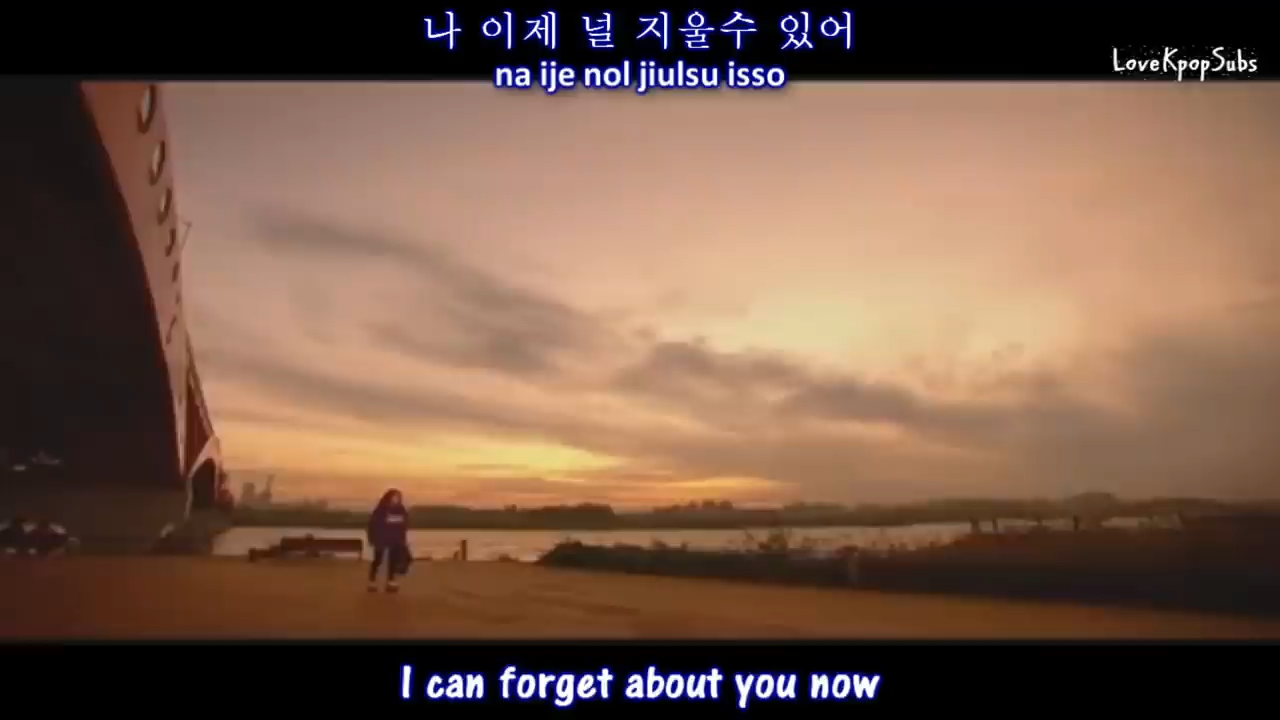 나 이제 널 지울수 있어
na ije nol jiulsu isso
LoveKpopSubs
I can forget about you now